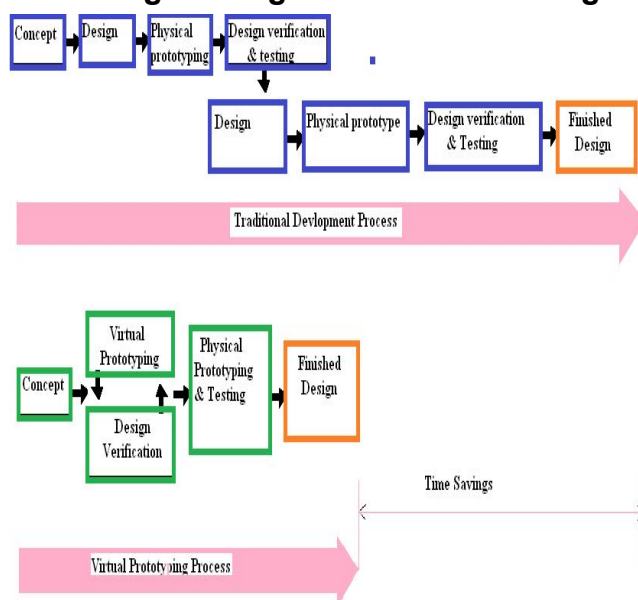 Concept
Design
Physical
prototyping
Design verification
& testing
Design
Physical prototype
Design verification
& Testing
Finished
Design
Traditional Devlopment Process
Virtual
Prototyping
Concept
Design
Verification
Physical
Prototyping
& Testing
Finished
Design
Time Savings
Virtual Prototyping Process